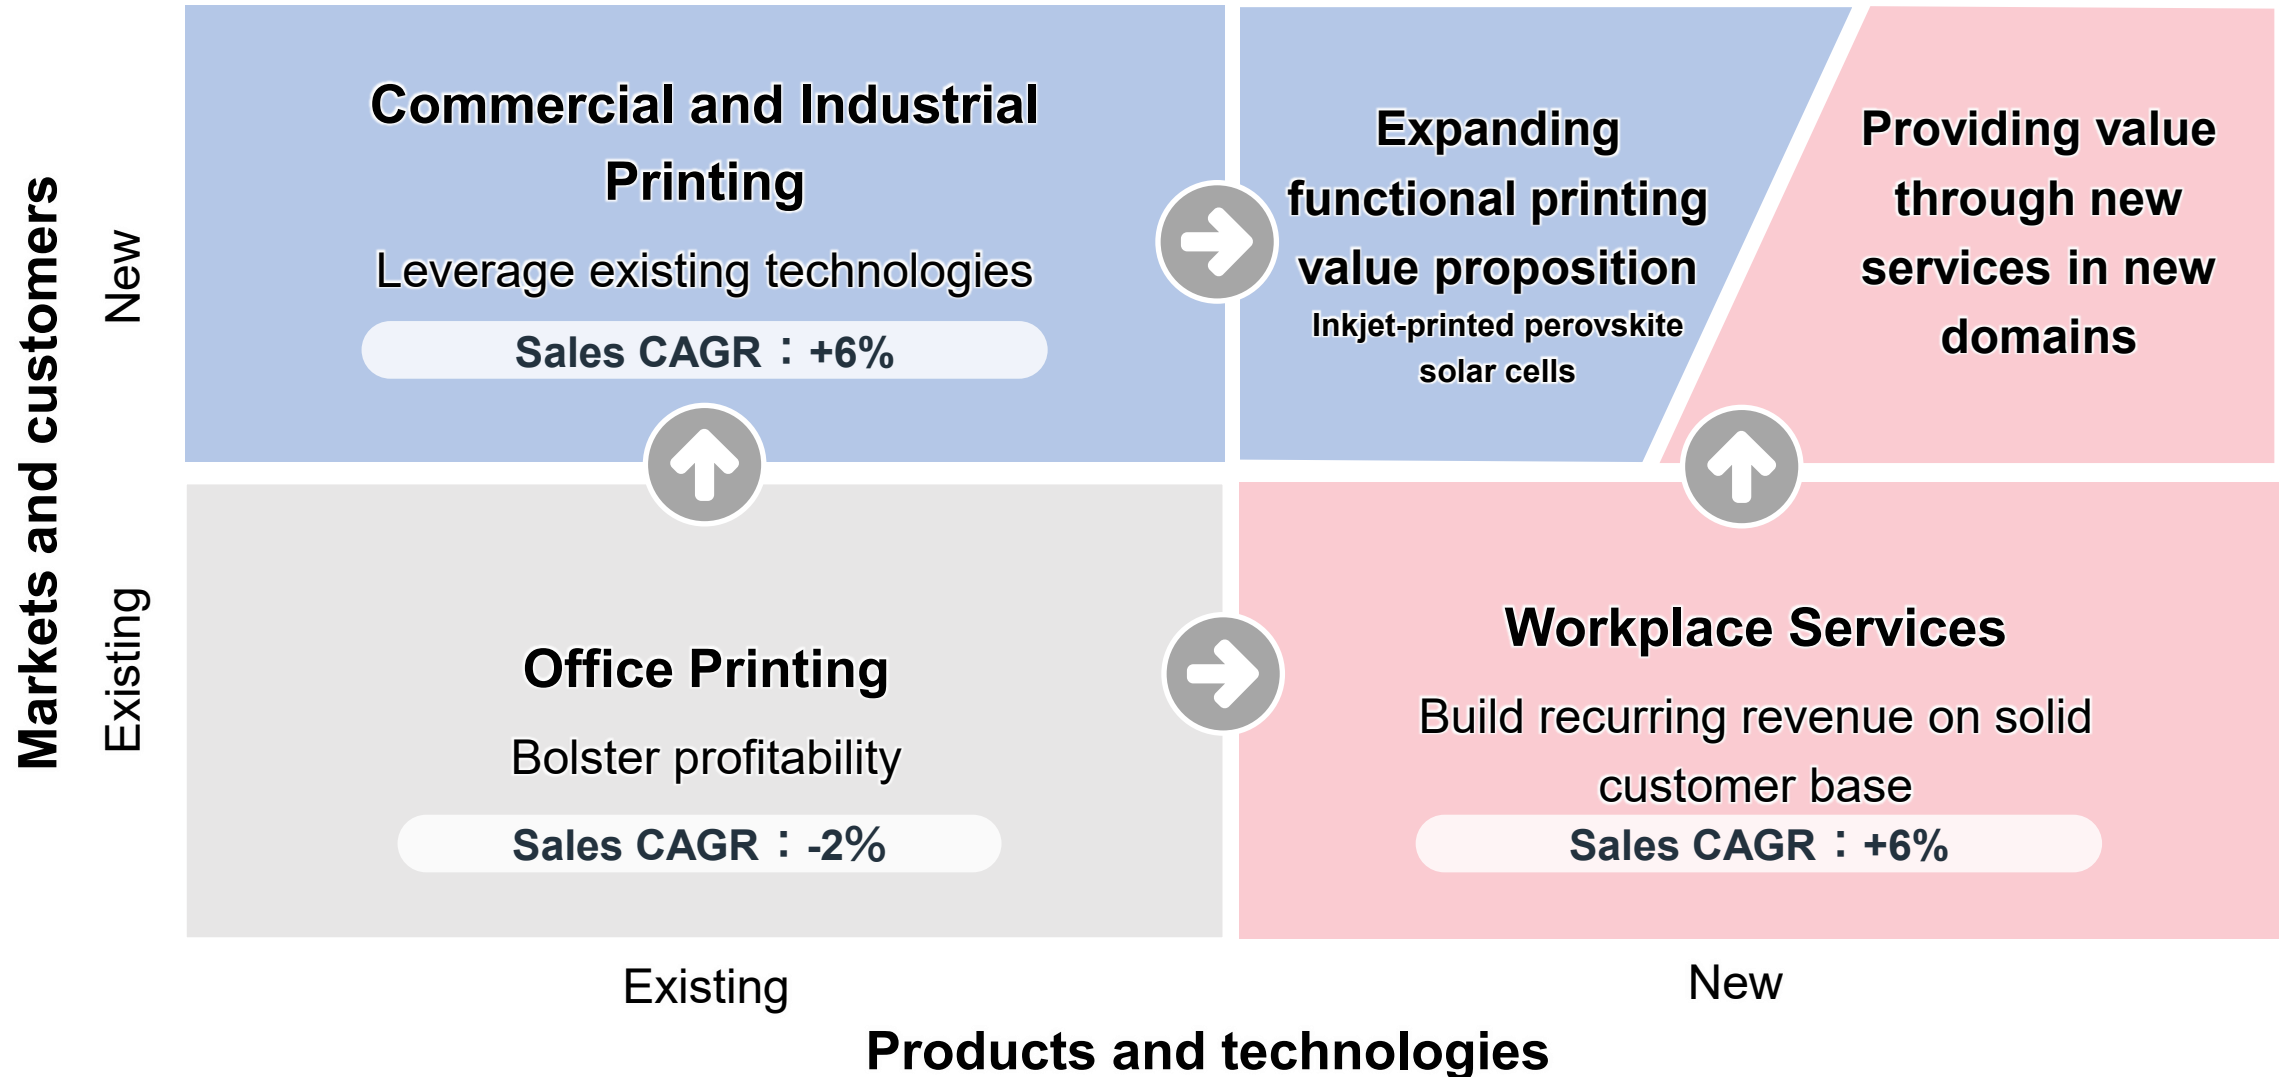 Markets and customers
New
Existing
Commercial and Industrial
Printing
Leverage existing technologies
Sales CAGR：+6%
Expanding
functional printing
value proposition
Inkjet-printed perovskite
solar cells
Providing value
through new
services in new
domains
Office Printing
Bolster profitability
Sales CAGR：-2%
Workplace Services
Build recurring revenue on solid
customer base
Sales CAGR：+6%
Existing
New
Products and technologies